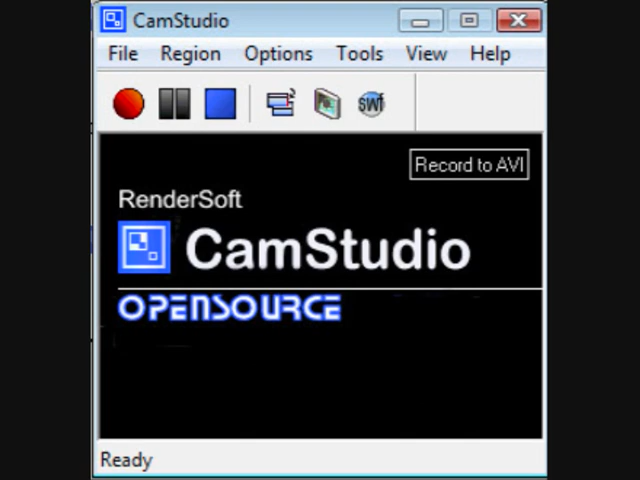 CamStudio
File Region Options Tools View Help
swf
Record to AVI
RenderSoft
CamStudio
OPENSOURCE
Ready